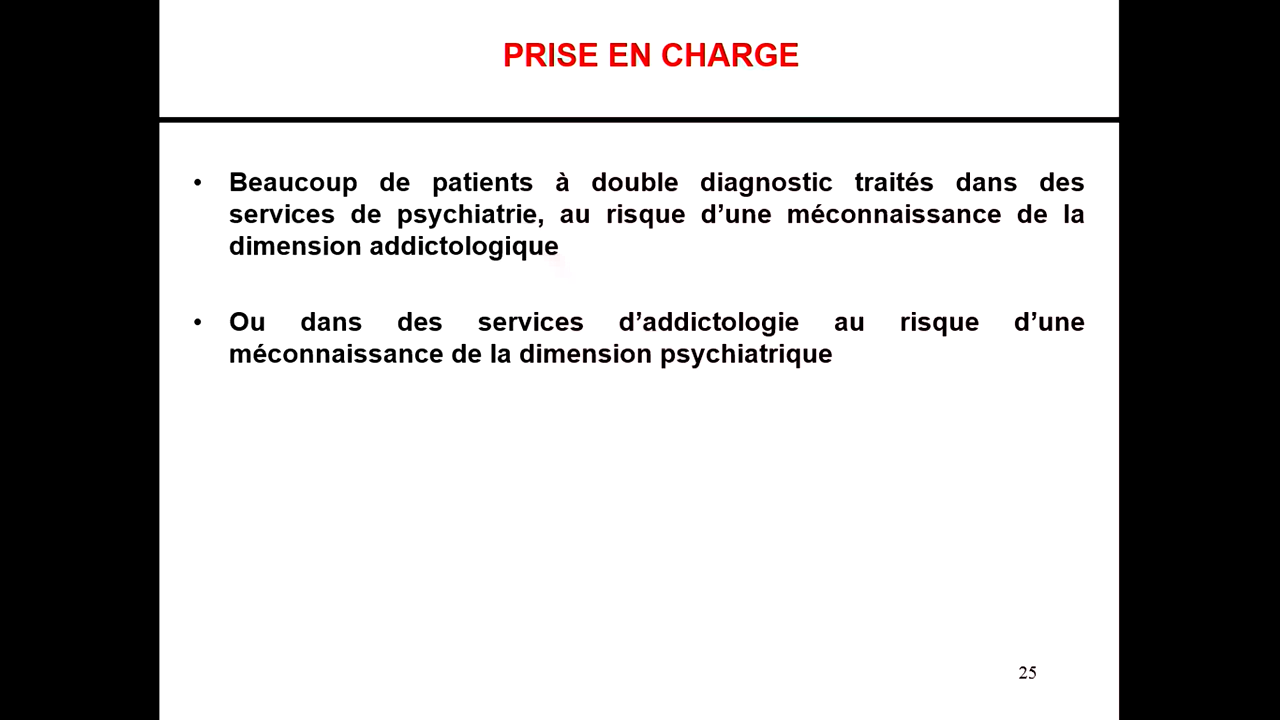 PRISE EN CHARGE
• Beaucoup de patients à double diagnostic traités dans des
services de psychiatrie, au risque d’une méconnaissance de la
dimension addictologique
• Ou dans des services d’addictologie au risque d’une
méconnaissance de la dimension psychiatrique
25